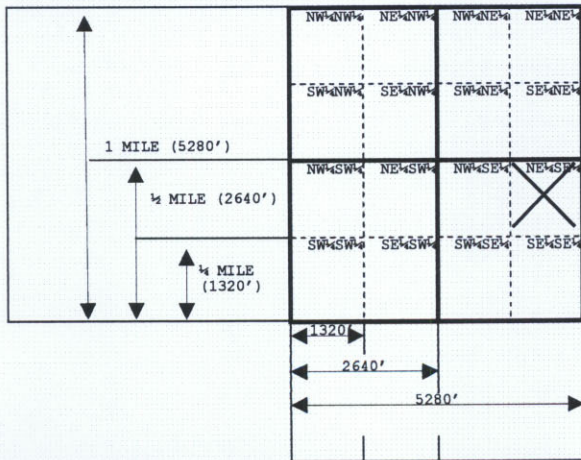 NW¼NW¼ NE¼NW¼ NW¼NE¼ NE¼NE¼
SW¼NW¼ SE¼NW¼ SW¼NE¼ SE¼NE¼
1 MILE (5280')
NW¼SW¼ NE¼SW¼ NW¼SE¼ NE¼SE¼
½ MILE (2640')
SW¼SW¼ SE¼SW¼ SW¼SE¼ SE¼SE¼
¼ MILE
(1320')
1320'
2640'
5280'